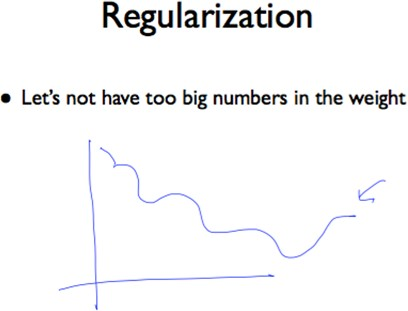 Regularization
● Let's not have too big numbers in the weight